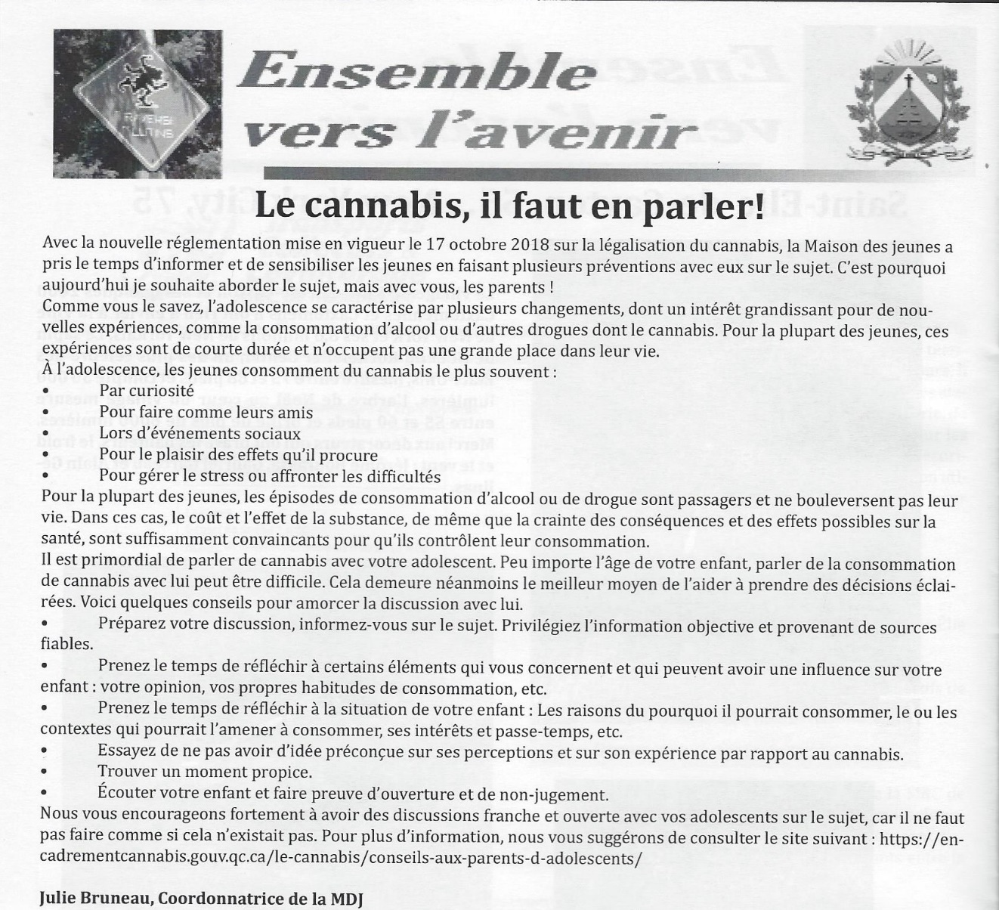 TRAVERSE
LUTINS
Ensemble
vers l'avenir
Le cannabis, il faut en parler!
Avec la nouvelle réglementation mise en vigueur le 17 octobre 2018 sur la légalisation du cannabis, la Maison des jeunes a
pris le temps d'informer et de sensibiliser les jeunes en faisant plusieurs préventions avec eux sur le sujet. C'est pourquoi
aujourd'hui je souhaite aborder le sujet, mais avec vous, les parents !
Comme vous le savez, l'adolescence se caractérise par plusieurs changements, dont un intérêt grandissant pour de nou-
velles expériences, comme la consommation d'alcool ou d'autres drogues dont le cannabis. Pour la plupart des jeunes, ces
expériences sont de courte durée et n'occupent pas une grande place dans leur vie.
À l'adolescence, les jeunes consomment du cannabis le plus souvent :
• Par curiosité
• Pour faire comme leurs amis
• Lors d'événements sociaux
• Pour le plaisir des effets qu'il procure
• Pour gérer le stress ou affronter les difficultés
Pour la plupart des jeunes, les épisodes de consommation d'alcool ou de drogue sont passagers et ne bouleversent pas leur
vie. Dans ces cas, le coût et l'effet de la substance, de même que la crainte des conséquences et des effets possibles sur la
santé, sont suffisamment convaincants pour qu'ils contrôlent leur consommation.
Il est primordial de parler de cannabis avec votre adolescent. Peu importe l'âge de votre enfant, parler de la consommation
de cannabis avec lui peut être difficile. Cela demeure néanmoins le meilleur moyen de l'aider à prendre des décisions éclai-
rées. Voici quelques conseils pour amorcer la discussion avec lui.
• Préparez votre discussion, informez-vous sur le sujet. Privilégiez l'information objective et provenant de sources
fiables.
• Prenez le temps de réfléchir à certains éléments qui vous concernent et qui peuvent avoir une influence sur votre
enfant : votre opinion, vos propres habitudes de consommation, etc.
• Prenez le temps de réfléchir à la situation de votre enfant : Les raisons du pourquoi il pourrait consommer, le ou les
contextes qui pourrait l'amener à consommer, ses intérêts et passe-temps, etc.
• Essayez de ne pas avoir d'idée préconçue sur ses perceptions et sur son expérience par rapport au cannabis.
• Trouver un moment propice.
• Écouter votre enfant et faire preuve d'ouverture et de non-jugement.
Nous vous encourageons fortement à avoir des discussions franche et ouverte avec vos adolescents sur le sujet, car il ne faut
pas faire comme si cela n'existait pas. Pour plus d'information, nous vous suggérons de consulter le site suivant : https://en-
cadrementcannabis.gouv.qc.ca/le-cannabis/conseils-aux-parents-d-adolescents/
Julie Bruneau, Coordonnatrice de la MDJ